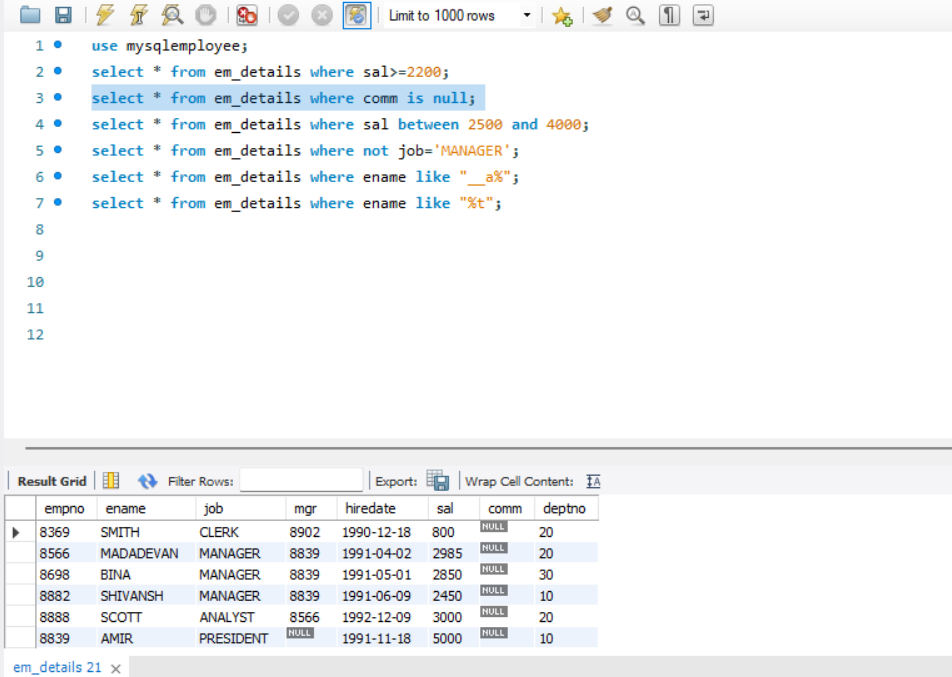 Limit to 1000 rows
1 use mysqlemployee;
2 select * from em_details where sal>=2200;
3 select * from em_details where comm is null;
4 select * from em_details where sal between 2500 and 4000;
5 select * from em_details where not job='MANAGER';
6 select * from em_details where ename like "__a%";
7 select * from em_details where ename like "%t";
8
9
10
11
12
Result Grid Filter Rows: Export: Wrap Cell Content:
empno ename job mgr hiredate sal comm deptno
8369 SMITH CLERK 8902 1990-12-18 800 NULL 20
8566 MADADEVAN MANAGER 8839 1991-04-02 2985 NULL 20
8698 BINA MANAGER 8839 1991-05-01 2850 NULL 30
8882 SHIVANSH MANAGER 8839 1991-06-09 2450 NULL 10
8888 SCOTT ANALYST 8566 1992-12-09 3000 NULL 20
8839 AMIR PRESIDENT NULL 1991-11-18 5000 NULL 10
em_details 21